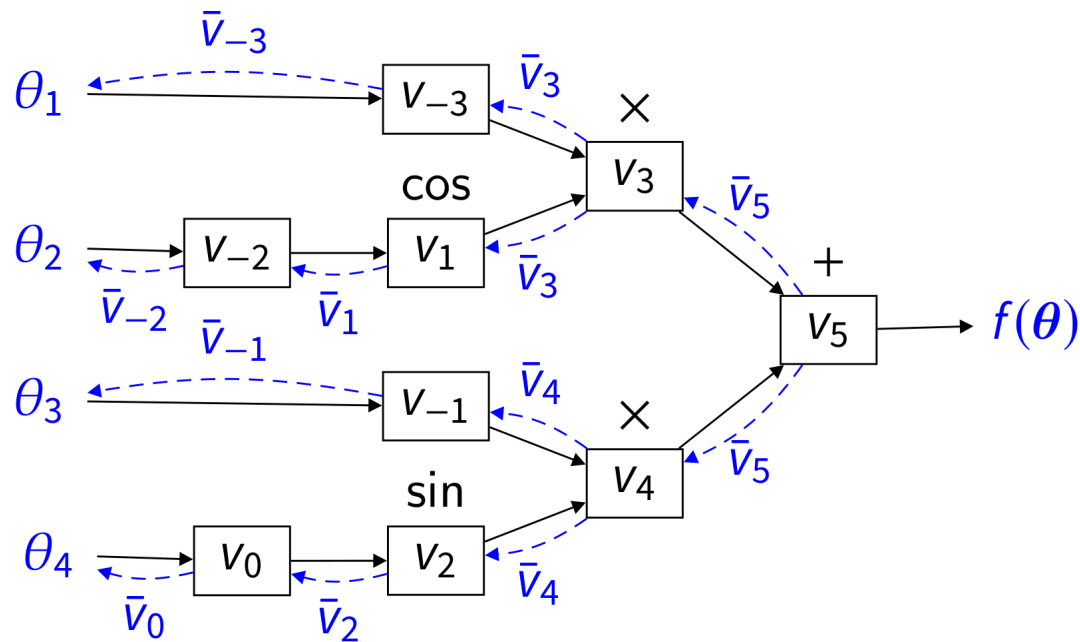 v̄₋₃
θ₁
v₋₃
v̄₃
×
v₃
cos
θ₂
v₋₂
v₁
v̄₅
v̄₋₂
v̄₁
v̄₃
+
v₅
f(θ)
v̄₋₁
θ₃
v₋₁
v̄₄
×
v₄
v̄₅
sin
θ₄
v₀
v₂
v̄₄
v̄₀
v̄₂